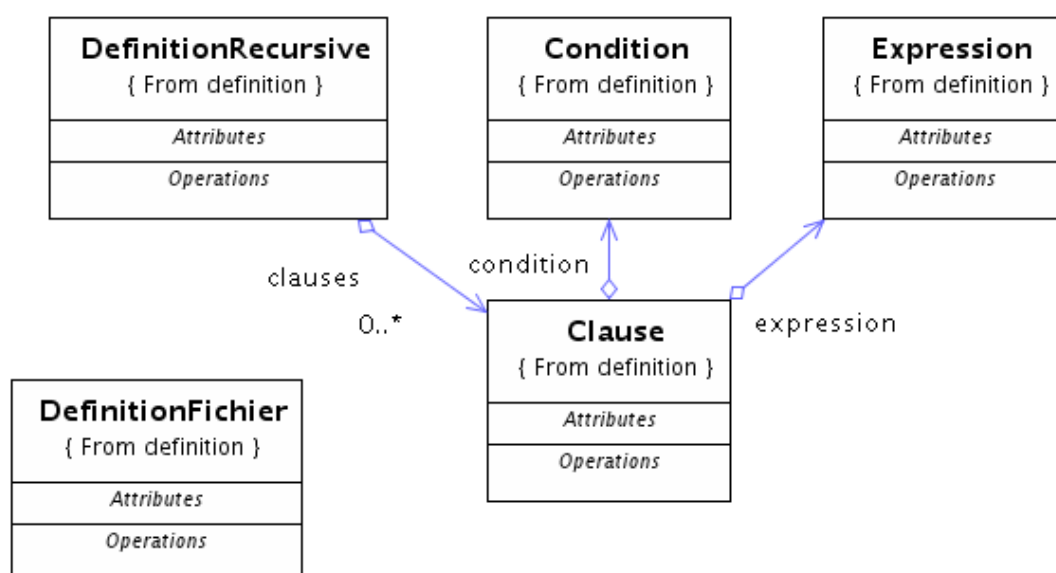 DefinitionRecursive
{ From definition }
Attributes
Operations
Condition
{ From definition }
Attributes
Operations
Expression
{ From definition }
Attributes
Operations
clauses
0..*
condition
expression
Clause
{ From definition }
Attributes
Operations
DefinitionFichier
{ From definition }
Attributes
Operations